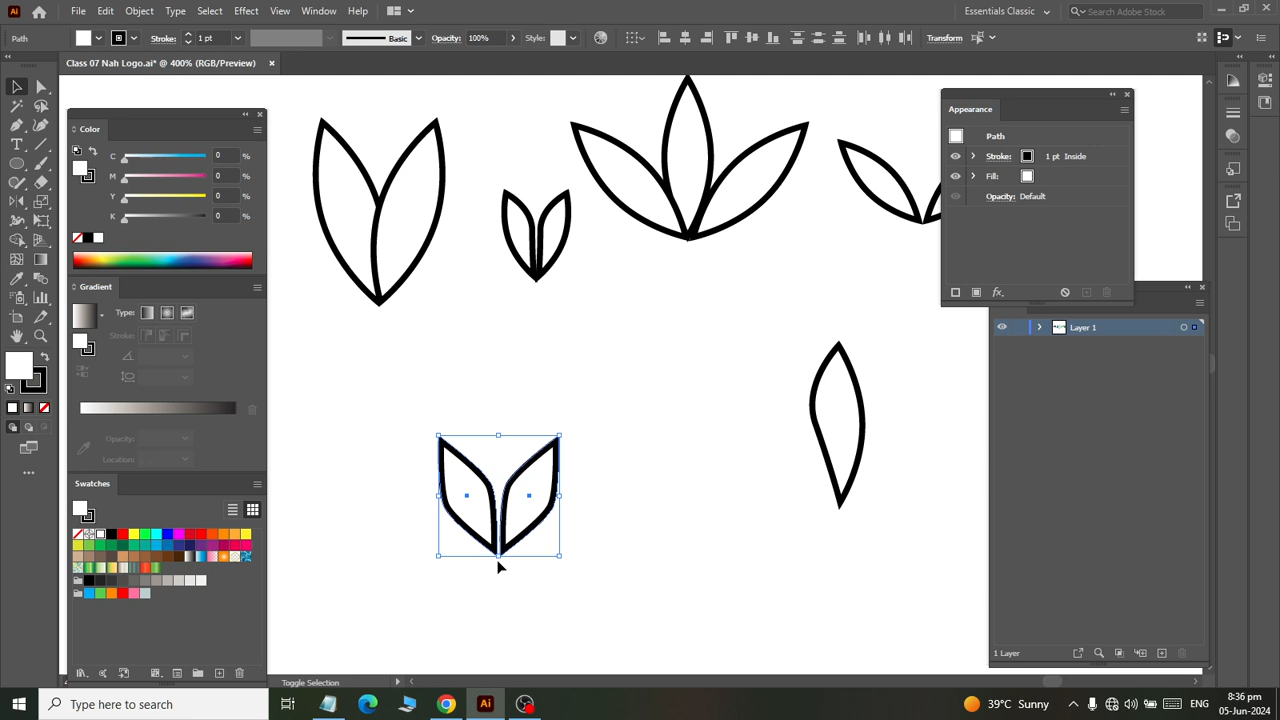 Ai File Edit Object Type Select Effect View Window Help Essentials Classic Search Adobe Stock
Path Stroke: 1 pt Basic Opacity: 100% Style: Transform
Class 07 Nah Logo.ai* @ 400% (RGB/Preview)
Color
C 0 %
M 0 %
Y 0 %
K 0 %
Gradient
Type:
Stroke:
Opacity:
Location:
Swatches
Appearance
Path
Stroke: 1 pt Inside
Fill:
Opacity: Default
Layer 1
1 Layer
Toggle Selection
Type here to search
Ai
39°C Sunny
ENG
8:36 pm
05-Jun-2024